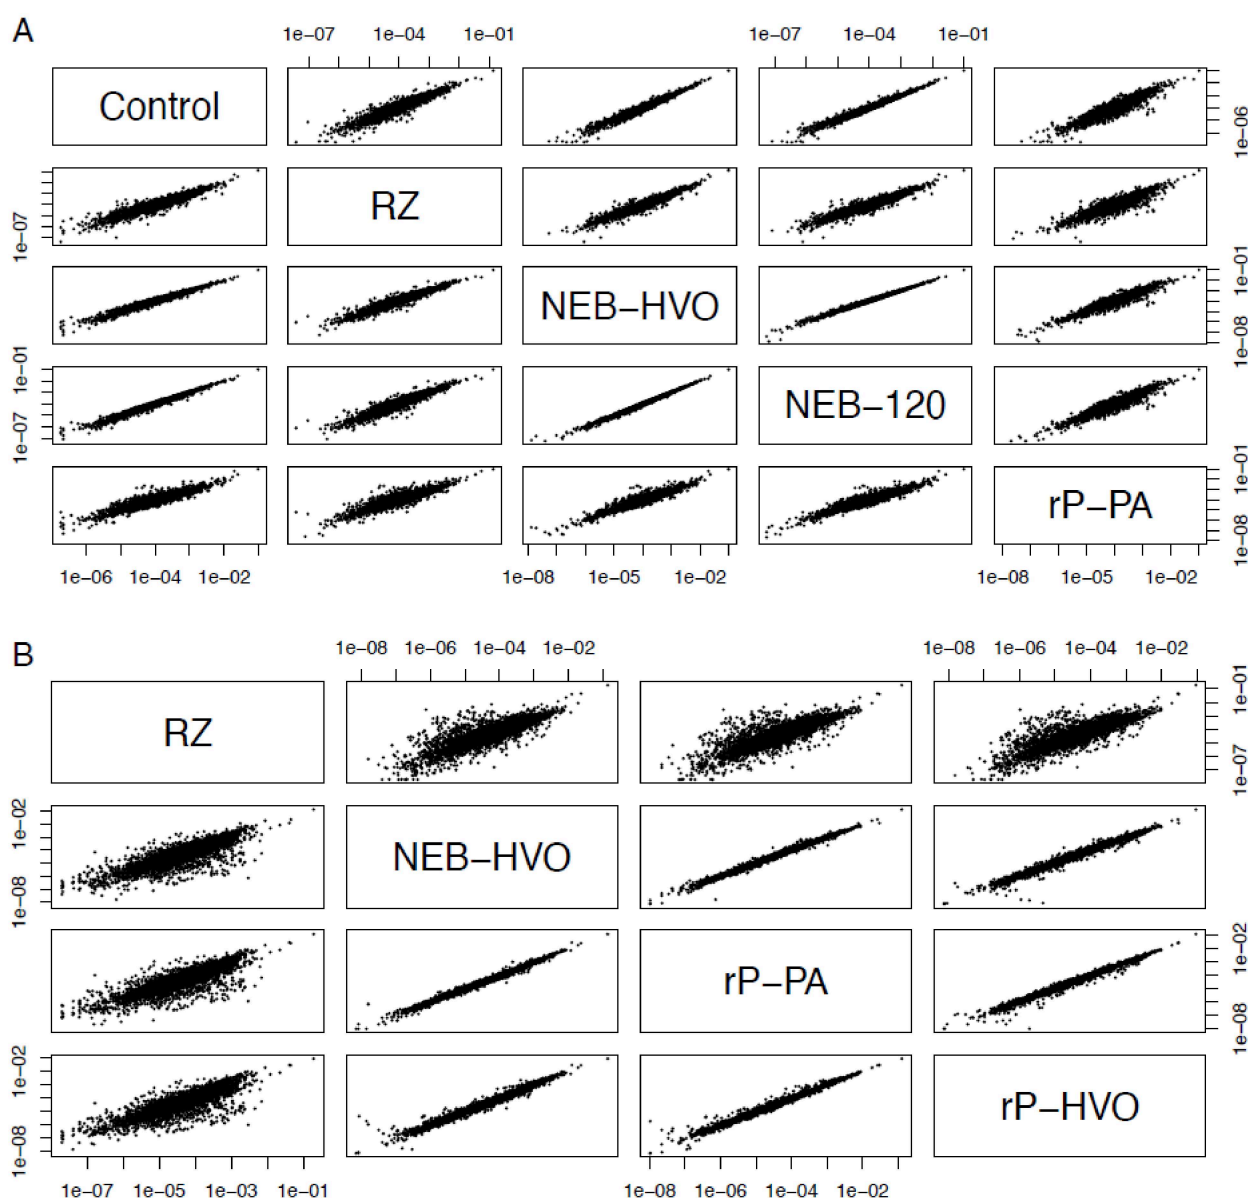 A
1e−07 1e−04 1e−01 1e−07 1e−04 1e−01
Control
1e−06
RZ
1e−07
NEB−HVO
1e−01
1e−08
NEB−120
1e−01
1e−07
rP−PA
1e−01
1e−08
1e−06 1e−04 1e−02 1e−08 1e−05 1e−02 1e−08 1e−05 1e−02
B
1e−08 1e−06 1e−04 1e−02 1e−08 1e−06 1e−04 1e−02
RZ
1e−01
1e−07
NEB−HVO
1e−02
1e−08
rP−PA
1e−02
1e−08
rP−HVO
1e−02
1e−08
1e−07 1e−05 1e−03 1e−01 1e−08 1e−06 1e−04 1e−02